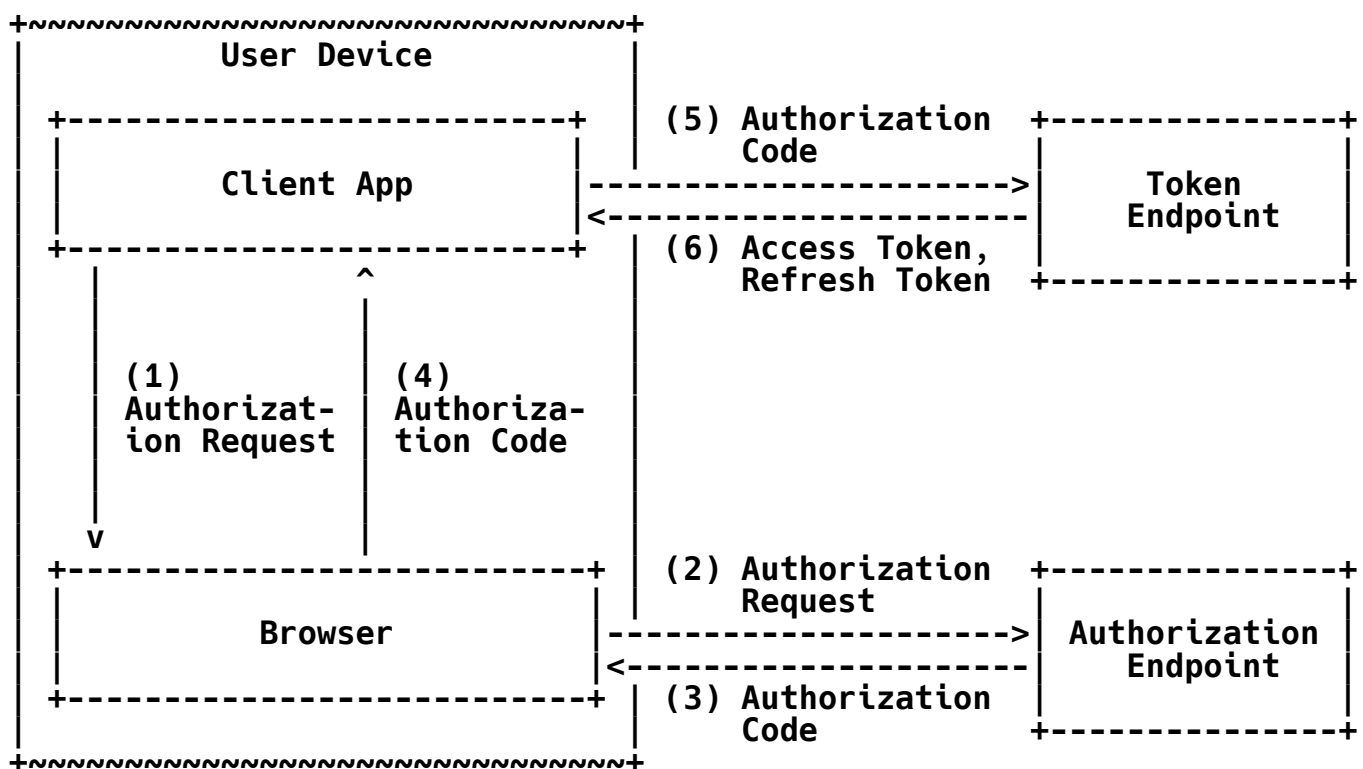 User Device
(5) Authorization
Code
Client App
Token
Endpoint
(6) Access Token,
Refresh Token
(1)
Authorizat-
ion Request
(4)
Authoriza-
tion Code
(2) Authorization
Request
Browser
Authorization
Endpoint
(3) Authorization
Code